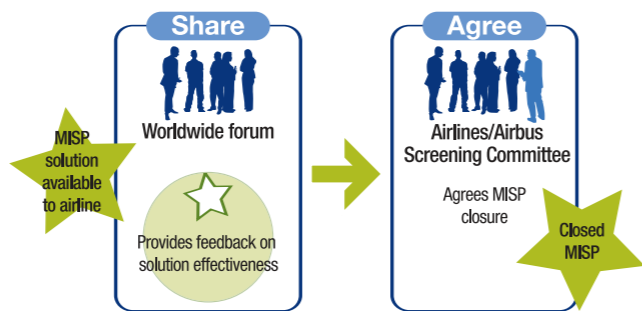 Share
Worldwide forum
MISP
solution
available
to airline
Provides feedback on
solution effectiveness
Agree
Airlines/Airbus
Screening Committee
Agrees MISP
closure
Closed
MISP